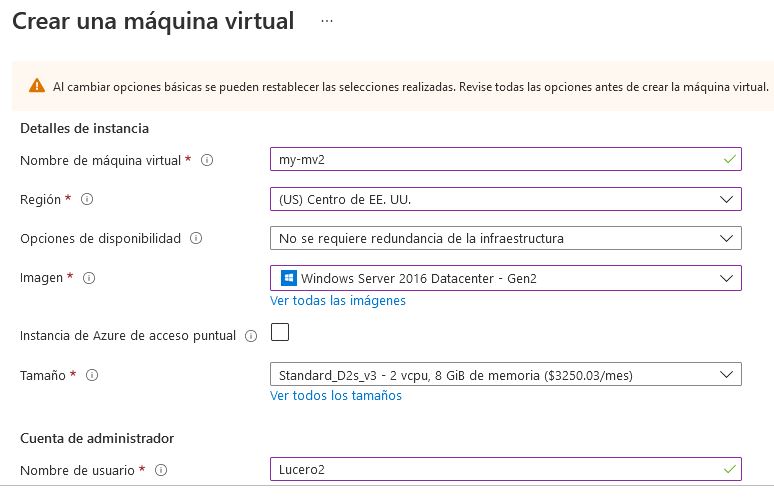 Crear una máquina virtual ...
Al cambiar opciones básicas se pueden restablecer las selecciones realizadas. Revise todas las opciones antes de crear la máquina virtual.
Detalles de instancia
Nombre de máquina virtual * my-mv2
Región * (US) Centro de EE. UU.
Opciones de disponibilidad No se requiere redundancia de la infraestructura
Imagen * Windows Server 2016 Datacenter - Gen2
Ver todas las imágenes
Instancia de Azure de acceso puntual
Tamaño * Standard_D2s_v3 - 2 vcpu, 8 GiB de memoria ($3250.03/mes)
Ver todos los tamaños
Cuenta de administrador
Nombre de usuario * Lucero2